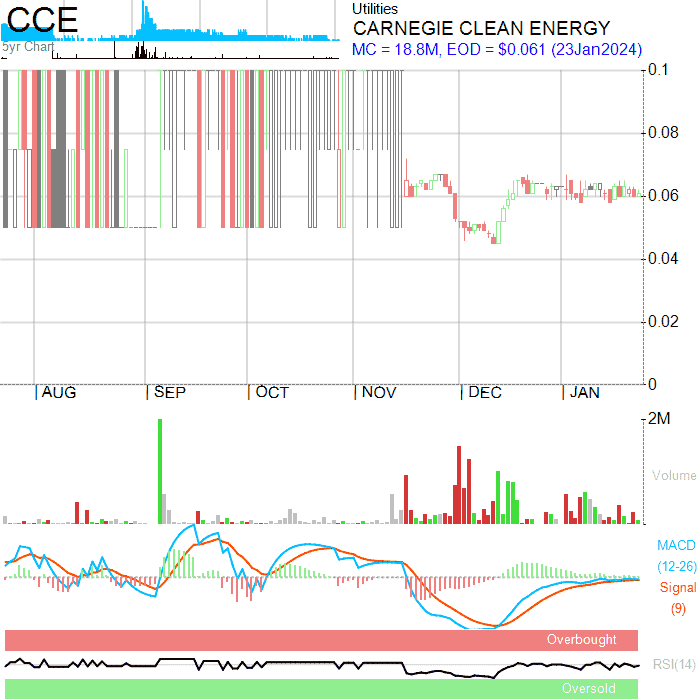 CCE
5yr Chart
Utilities
CARNEGIE CLEAN ENERGY
MC = 18.8M, EOD = $0.061 (23Jan2024)
0.1
0.08
0.06
0.04
0.02
0
| AUG | SEP | OCT | NOV | DEC | JAN
2M
Volume
MACD
(12-26)
Signal
(9)
Overbought
RSI(14)
Oversold